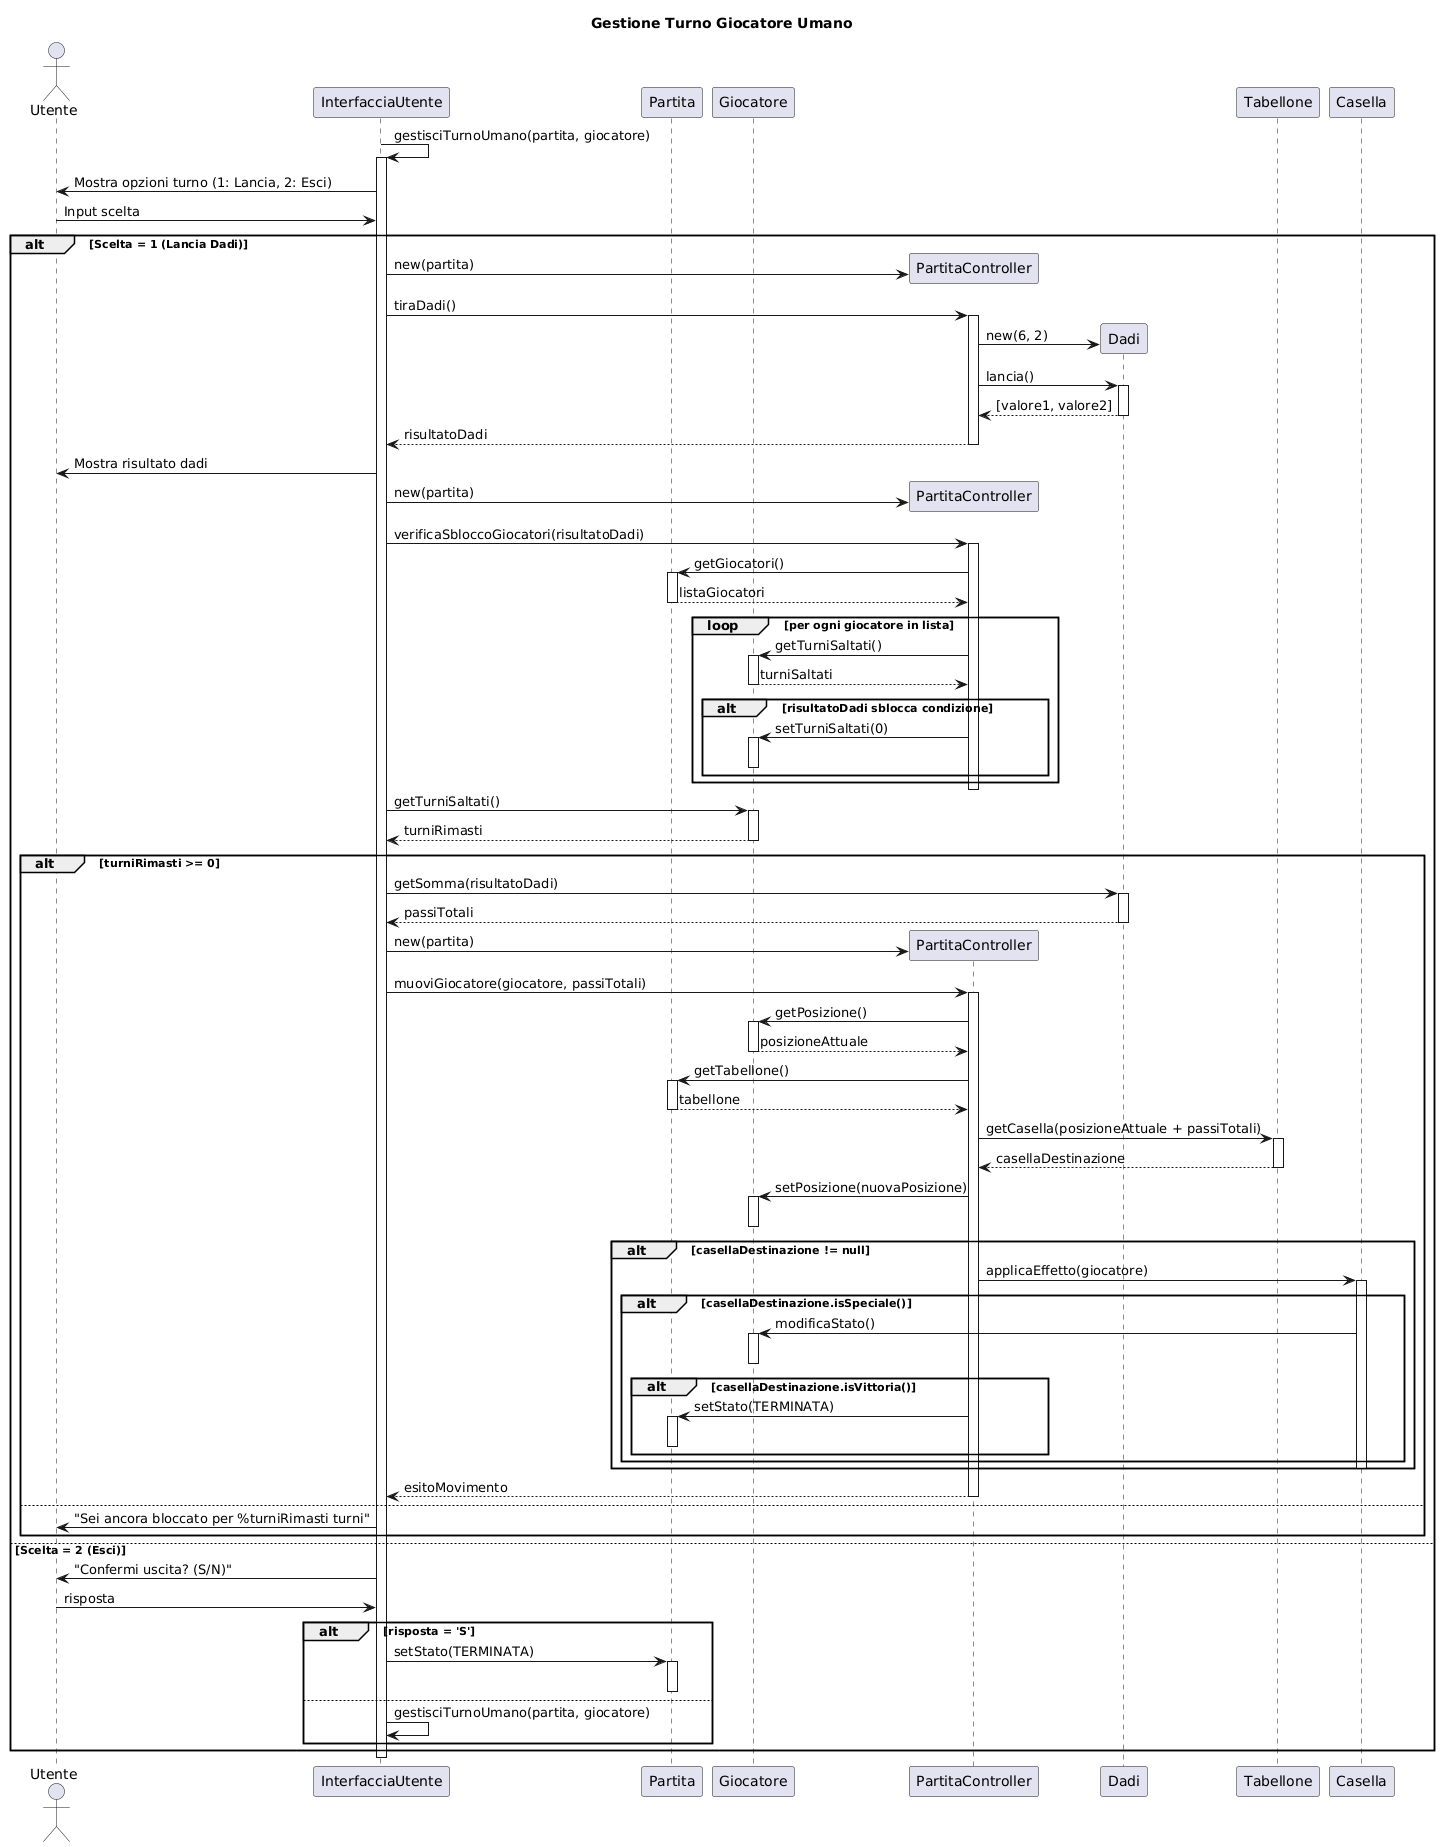 Gestione Turno Giocatore Umano
Utente
InterfacciaUtente
Partita
Giocatore
Tabellone
Casella
gestisciTurnoUmano(partita, giocatore)
Mostra opzioni turno (1: Lancia, 2: Esci)
Input scelta
alt [Scelta = 1 (Lancia Dadi)]
new(partita)
PartitaController
tiraDadi()
new(6, 2)
Dadi
lancia()
[valore1, valore2]
risultatoDadi
Mostra risultato dadi
new(partita)
PartitaController
verificaSbloccoGiocatori(risultatoDadi)
getGiocatori()
listaGiocatori
loop [per ogni giocatore in lista]
getTurniSaltati()
turniSaltati
alt [risultatoDadi sblocca condizione]
setTurniSaltati(0)
getTurniSaltati()
turniRimasti
alt [turniRimasti >= 0]
getSomma(risultatoDadi)
passiTotali
new(partita)
PartitaController
muoviGiocatore(giocatore, passiTotali)
getPosizione()
posizioneAttuale
getTabellone()
tabellone
getCasella(posizioneAttuale + passiTotali)
casellaDestinazione
setPosizione(nuovaPosizione)
alt [casellaDestinazione != null]
applicaEffetto(giocatore)
alt [casellaDestinazione.isSpeciale()]
modificaStato()
alt [casellaDestinazione.isVittoria()]
setStato(TERMINATA)
esitoMovimento
"Sei ancora bloccato per %turniRimasti turni"
[Scelta = 2 (Esci)]
"Confermi uscita? (S/N)"
risposta
alt [risposta = 'S']
setStato(TERMINATA)
gestisciTurnoUmano(partita, giocatore)
Utente
InterfacciaUtente
Partita
Giocatore
PartitaController
Dadi
Tabellone
Casella